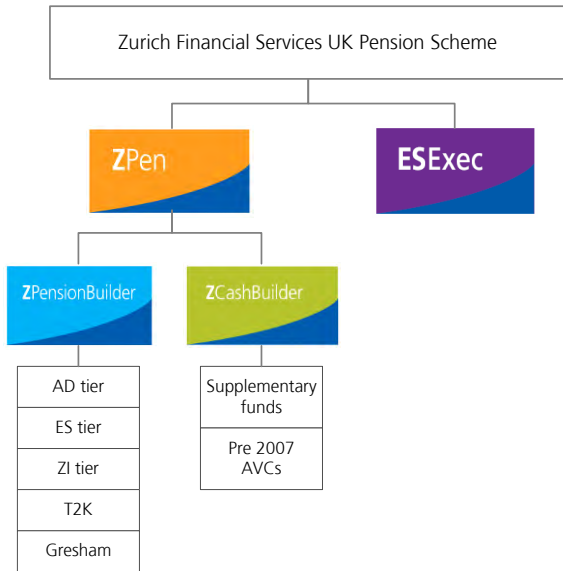 Zurich Financial Services UK Pension Scheme
ZPen
ESExec
ZPensionBuilder
ZCashBuilder
AD tier
ES tier
ZI tier
T2K
Gresham
Supplementary
funds
Pre 2007
AVCs